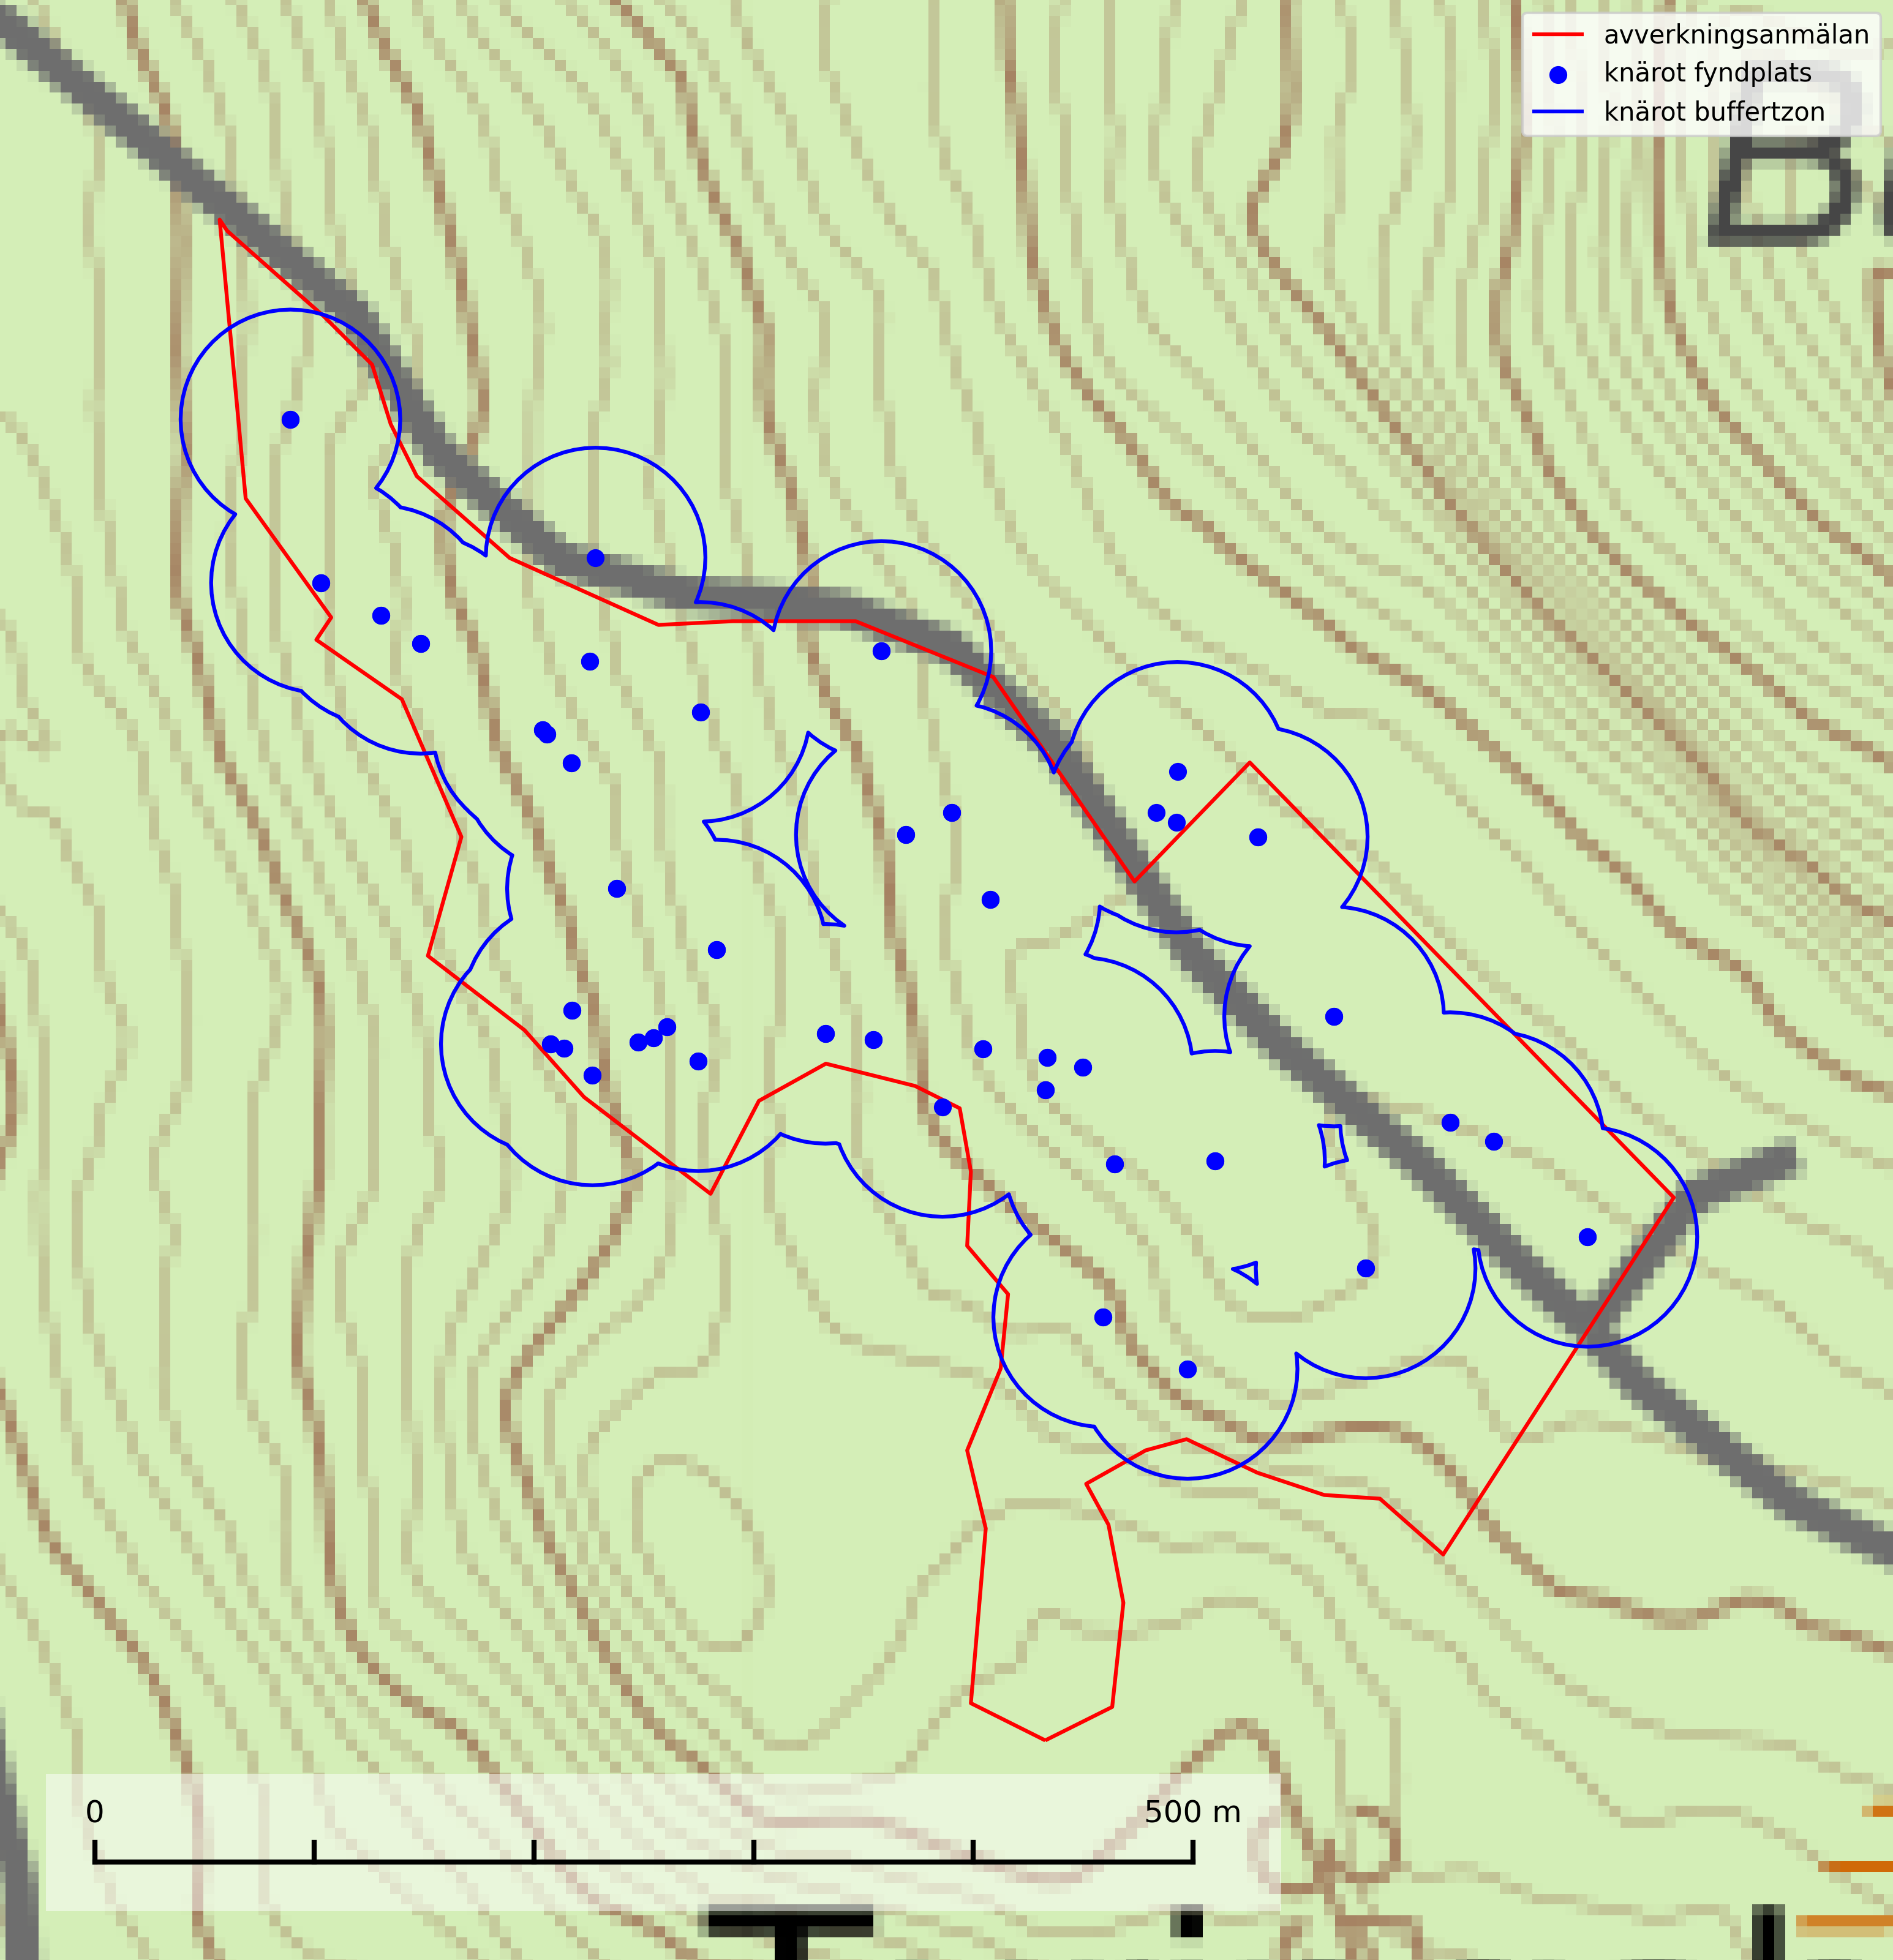 avverkningsanmälan
knärot fyndplats
knärot buffertzon
0
500 m